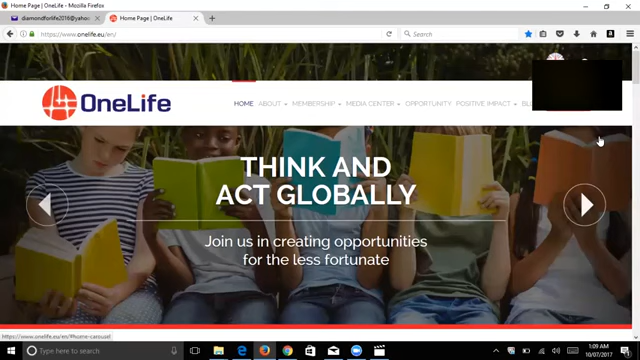 Home Page | OneLife - Mozilla Firefox
diamondforlife2016@yahoo
Home Page | OneLife
https://www.onelife.eu/en/
Search
OneLife
HOME ABOUT MEMBERSHIP MEDIA CENTER OPPORTUNITY POSITIVE IMPACT
THINK AND
ACT GLOBALLY
Join us in creating opportunities
for the less fortunate
https://www.onelife.eu/en/#home-carousel
Type here to search
1:09 AM
10/07/2017